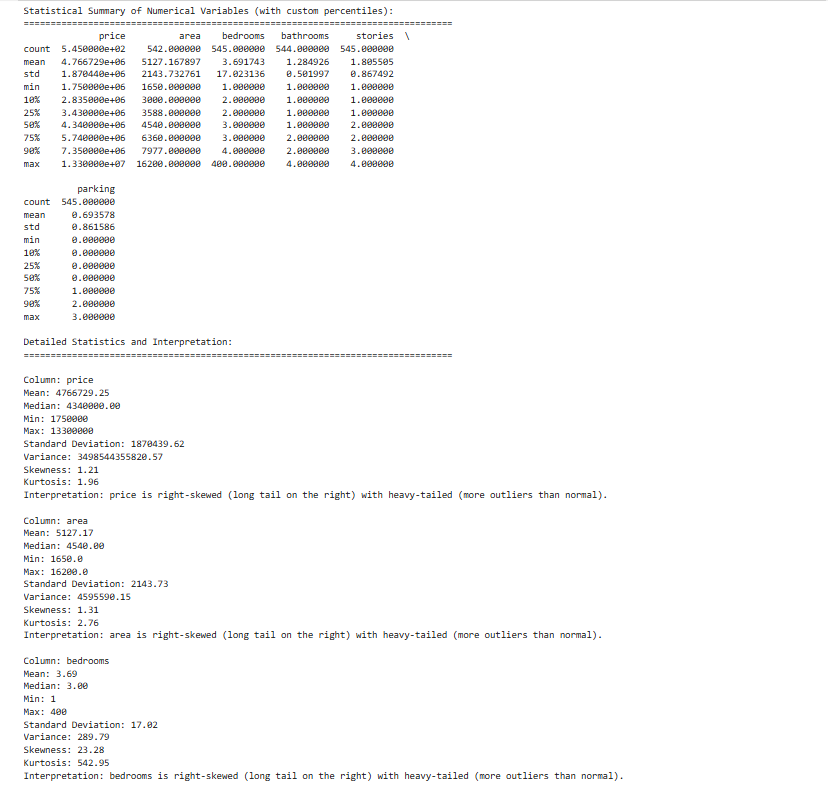 Statistical Summary of Numerical Variables (with custom percentiles):
================================================================================
price area bedrooms bathrooms stories \
count 5.450000e+02 542.000000 545.000000 544.000000 545.000000
mean 4.766729e+06 5127.167897 3.691743 1.284926 1.805505
std 1.870440e+06 2143.732761 17.023136 0.501997 0.867492
min 1.750000e+06 1650.000000 1.000000 1.000000 1.000000
10% 2.835000e+06 3000.000000 2.000000 1.000000 1.000000
25% 3.430000e+06 3588.000000 2.000000 1.000000 1.000000
50% 4.340000e+06 4540.000000 3.000000 1.000000 2.000000
75% 5.740000e+06 6360.000000 3.000000 2.000000 2.000000
90% 7.350000e+06 7977.000000 4.000000 2.000000 3.000000
max 1.330000e+07 16200.000000 400.000000 4.000000 4.000000
parking
count 545.000000
mean 0.693578
std 0.861586
min 0.000000
10% 0.000000
25% 0.000000
50% 0.000000
75% 1.000000
90% 2.000000
max 3.000000
Detailed Statistics and Interpretation:
================================================================================
Column: price
Mean: 4766729.25
Median: 4340000.00
Min: 1750000
Max: 13300000
Standard Deviation: 1870439.62
Variance: 3498544355820.57
Skewness: 1.21
Kurtosis: 1.96
Interpretation: price is right-skewed (long tail on the right) with heavy-tailed (more outliers than normal).
Column: area
Mean: 5127.17
Median: 4540.00
Min: 1650.0
Max: 16200.0
Standard Deviation: 2143.73
Variance: 4595590.15
Skewness: 1.31
Kurtosis: 2.76
Interpretation: area is right-skewed (long tail on the right) with heavy-tailed (more outliers than normal).
Column: bedrooms
Mean: 3.69
Median: 3.00
Min: 1
Max: 400
Standard Deviation: 17.02
Variance: 289.79
Skewness: 23.28
Kurtosis: 542.95
Interpretation: bedrooms is right-skewed (long tail on the right) with heavy-tailed (more outliers than normal).